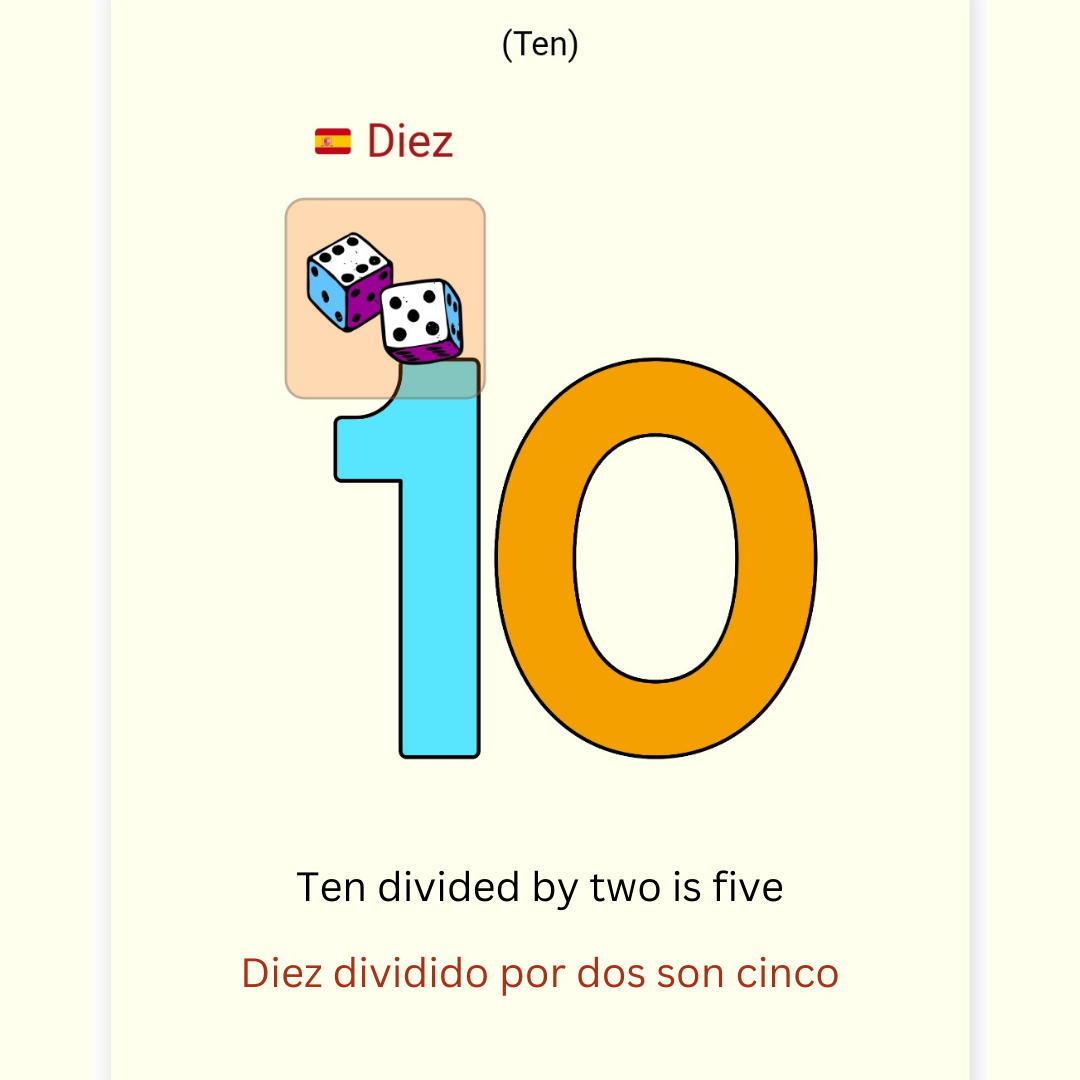 (Ten)
Diez
10
Ten divided by two is five
Diez dividido por dos son cinco